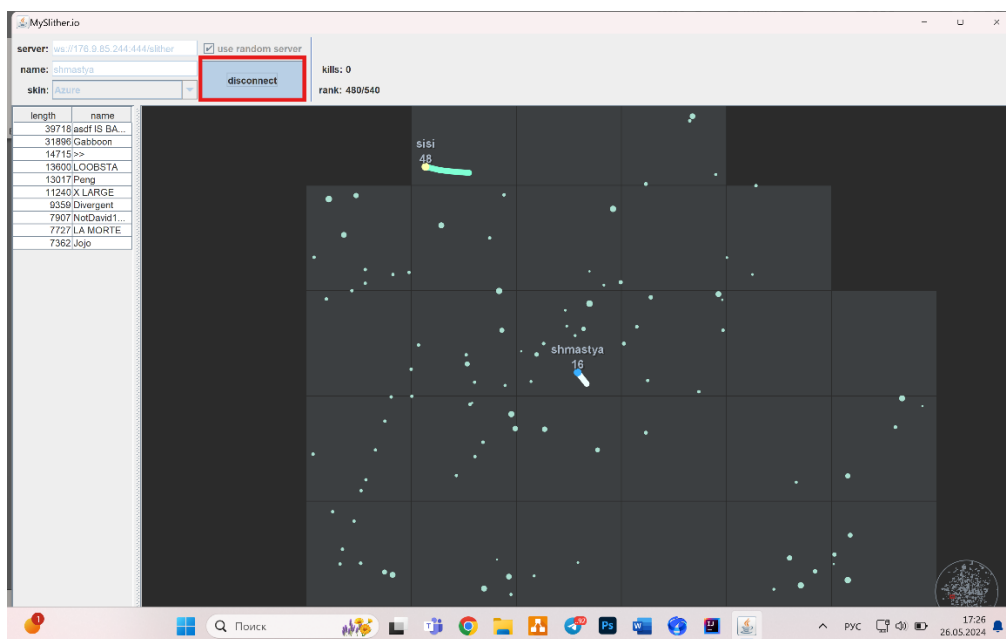 MySlither.io
server: ws://178.9.85.244:444/slither use random server
name: shmastya
skin: Azure
disconnect
kills: 0
rank: 480/540
length name
39718 asdf IS BA...
31896 Gabboon
14715 >>
13600 LOOBSTA
13017 Peng
11240 X LARGE
9359 Divergent
7907 NotDavid1...
7727 LA MORTE
7362 Jojo
sisi
48
shmastya
16
1
Поиск
Ps
РУС
17:26
26.05.2024